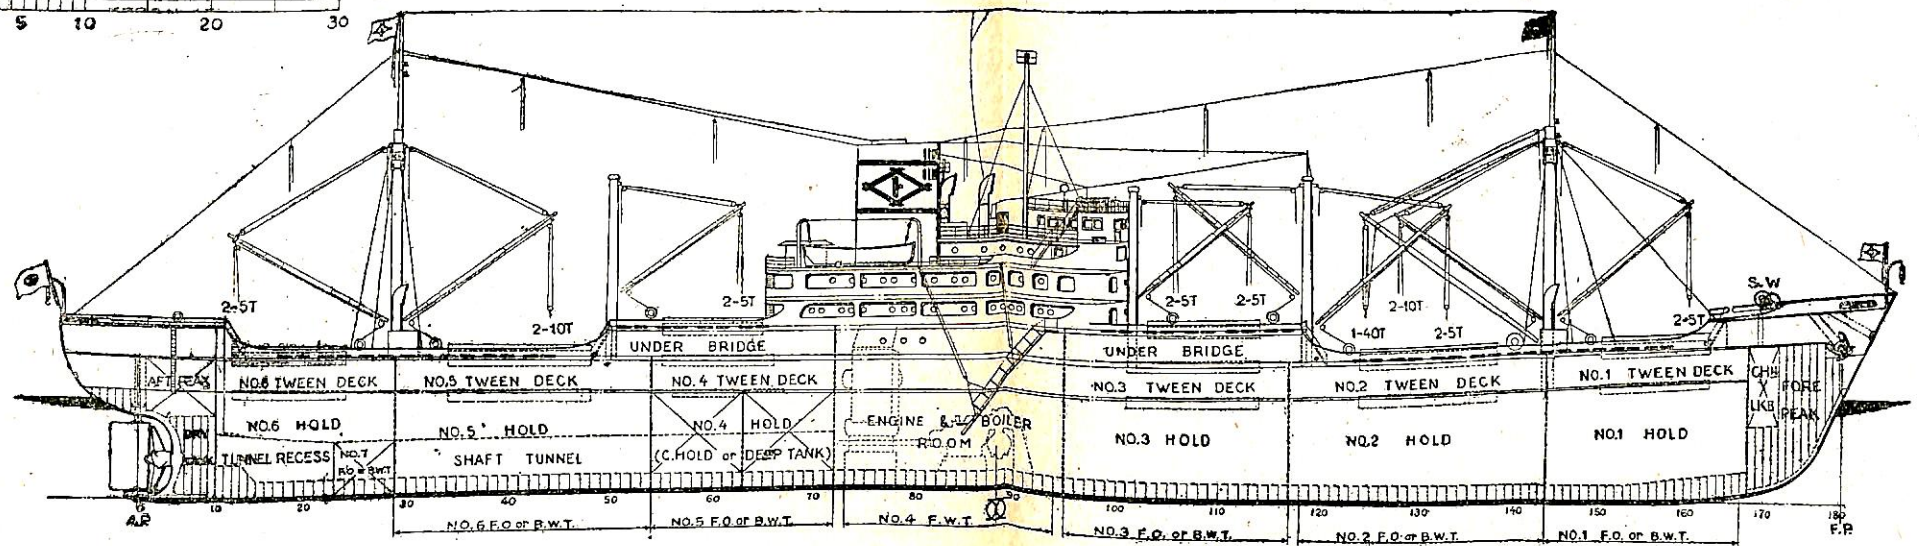 5 10 20 30
S.W
2-5T 2-10T 2-5T 2-5T 2-5T 1-40T 2-10T 2-5T 2-5T
UNDER BRIDGE UNDER BRIDGE
AFT PEAK NO.6 TWEEN DECK NO.5 TWEEN DECK NO.4 TWEEN DECK NO.3 TWEEN DECK NO.2 TWEEN DECK NO.1 TWEEN DECK
CHN LKR
FORE PEAK
NO.6 HOLD NO.5 HOLD NO.4 HOLD ENGINE & BOILER ROOM NO.3 HOLD NO.2 HOLD NO.1 HOLD
DRY TUNNEL RECESS NO.7 F.O or B.W.T SHAFT TUNNEL (C.HOLD or DEEP TANK)
10 20 30 40 50 60 70 80 90 100 110 120 130 140 150 160 170 180
A.P. F.P.
NO.6 F.O or B.W.T. NO.5 F.O. or B.W.T. NO.4 F.W.T. NO.3 F.O. or B.W.T. NO.2 F.O or B.W.T. NO.1 F.O. or B.W.T.